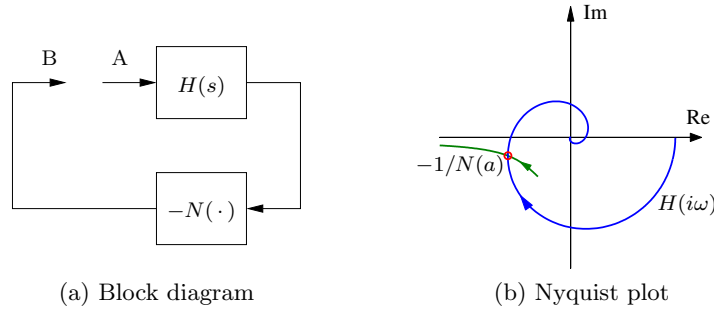 B
A
H(s)
−N( · )
(a) Block diagram
Im
Re
−1/N(a)
H(iω)
(b) Nyquist plot